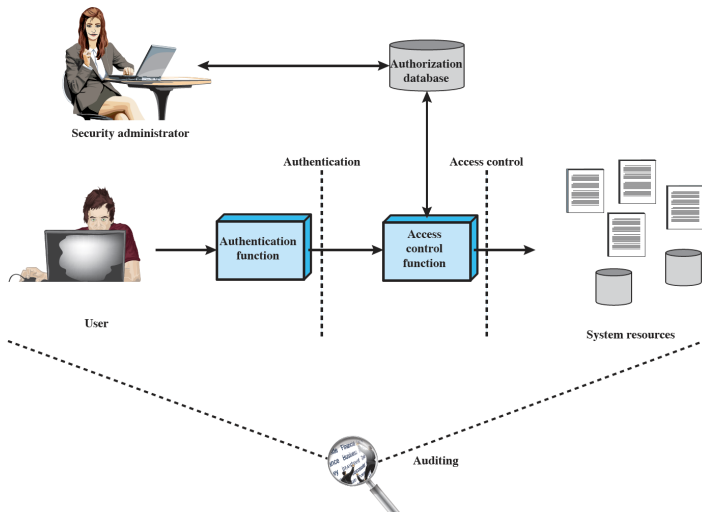 Authorization
database
Security administrator
Authentication
Access control
Authentication
function
Access
control
function
User
System resources
Auditing